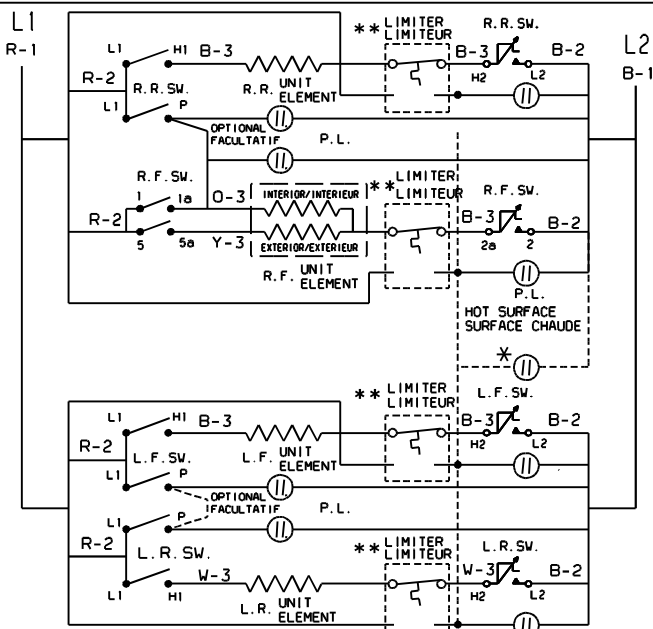 L1
R-1
L2
B-1
** LIMITER
LIMITEUR
R.R.SW.
L1
H1
B-3
B-3
B-2
H2
L2
R-2
R.R.SW.
R.R. UNIT
ELEMENT
L1
P
OPTIONAL
FACULTATIF
P.L.
R.F.SW.
** LIMITER
LIMITEUR
R.F.SW.
1
1a
O-3
INTERIOR/INTERIEUR
R-2
B-3
B-2
5
5a
Y-3
EXTERIOR/EXTERIEUR
2a
2
R.F. UNIT
ELEMENT
P.L.
HOT SURFACE
SURFACE CHAUDE
*
** LIMITER
LIMITEUR
L.F.SW.
L1
H1
B-3
B-3
B-2
H2
L2
R-2
L.F.SW.
L.F. UNIT
ELEMENT
L1
P
OPTIONAL
FACULTATIF
P.L.
L1
P
R-2
L.R.SW.
** LIMITER
LIMITEUR
L.R.SW.
W-3
W-3
B-2
L1
H1
H2
L2
L.R. UNIT
ELEMENT